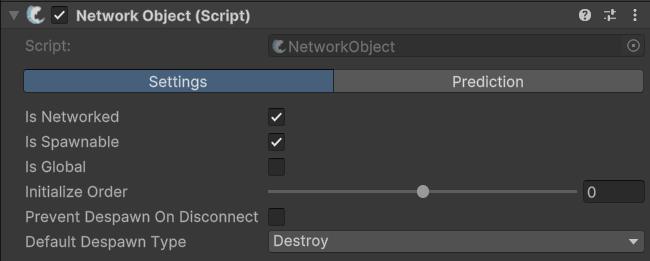 Network Object (Script)
Script: NetworkObject
Settings Prediction
Is Networked
Is Spawnable
Is Global
Initialize Order 0
Prevent Despawn On Disconnect
Default Despawn Type Destroy